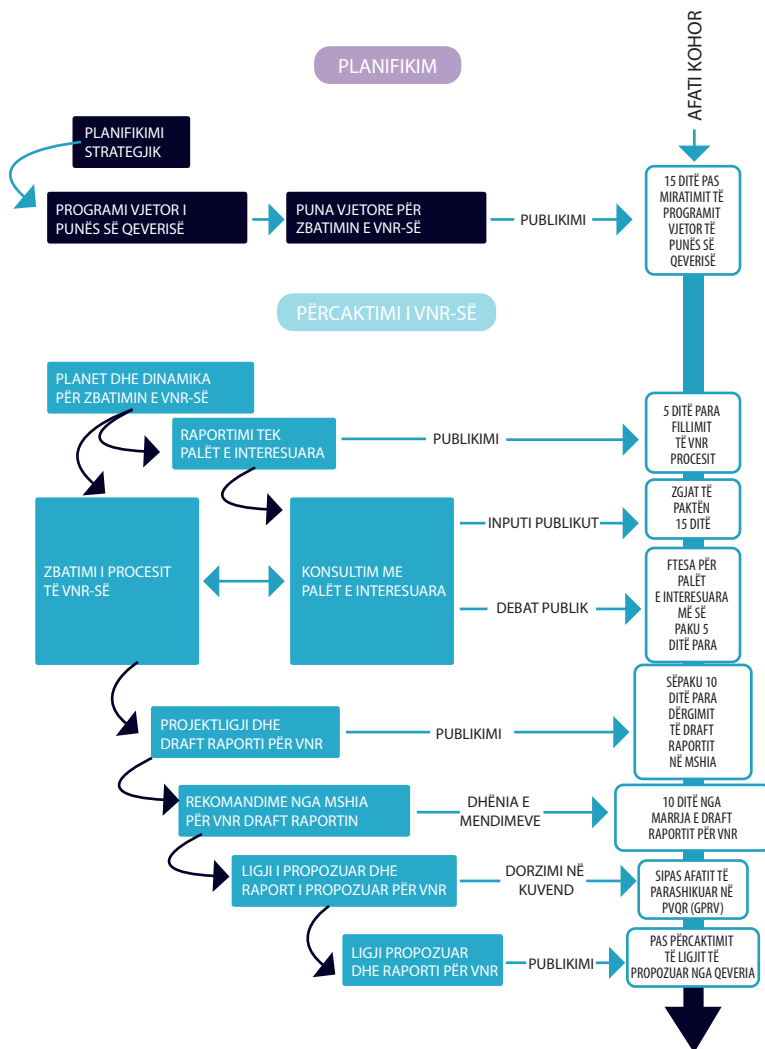 PLANIFIKIM
AFATI KOHOR
PLANIFIKIMI
STRATEGJIK
PROGRAMI VJETOR I
PUNËS SË QEVERISË
PUNA VJETORE PËR
ZBATIMIN E VNR-SË
PUBLIKIMI
15 DITË PAS
MIRATIMIT TË
PROGRAMIT
VJETOR TË
PUNËS SË
QEVERISË
PËRCAKTIMI I VNR-SË
PLANET DHE DINAMIKA
PËR ZBATIMIN E VNR-SË
RAPORTIMI TEK
PALËT E INTERESUARA
PUBLIKIMI
5 DITË PARA
FILLIMIT
TË VNR
PROCESIT
ZBATIMI I PROCESIT
TË VNR-SË
KONSULTIM ME
PALËT E INTERESUARA
INPUTI PUBLIKUT
ZGJAT TË
PAKTËN
15 DITË
DEBAT PUBLIK
FTESA PËR
PALËT
E INTERESUARA
MË SË
PAKU 5
DITË PARA
PROJEKTLIGJI DHE
DRAFT RAPORTI PËR VNR
PUBLIKIMI
SËPAKU 10
DITË PARA
DËRGIMIT
TË DRAFT
RAPORTIT
NË MSHIA
REKOMANDIME NGA MSHIA
PËR VNR DRAFT RAPORTIN
DHËNIA E
MENDIMEVE
10 DITË NGA
MARRJA E DRAFT
RAPORTIT PËR VNR
LIGJI I PROPOZUAR DHE
RAPORT I PROPOZUAR PËR VNR
DORZIMI NË
KUVEND
SIPAS AFATIT TË
PARASHIKUAR NË
PVQR (GPRV)
LIGJI PROPOZUAR
DHE RAPORTI PËR VNR
PUBLIKIMI
PAS PËRCAKTIMIT
TË LIGJIT TË
PROPOZUAR NGA QEVERIA